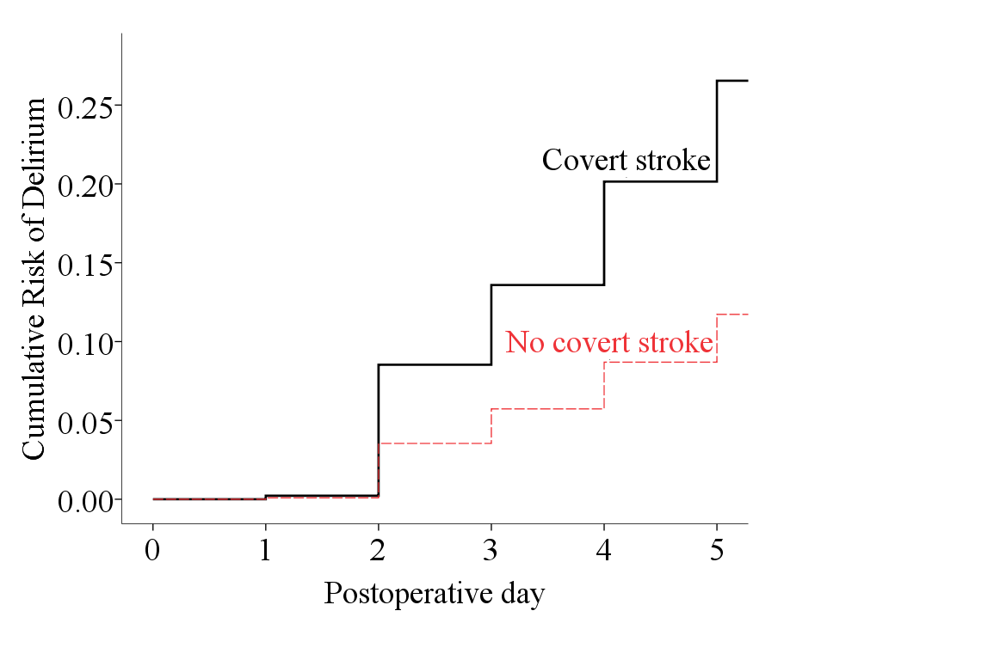 Cumulative Risk of Delirium
0.25
0.20
0.15
0.10
0.05
0.00
Covert stroke
No covert stroke
0 1 2 3 4 5
Postoperative day